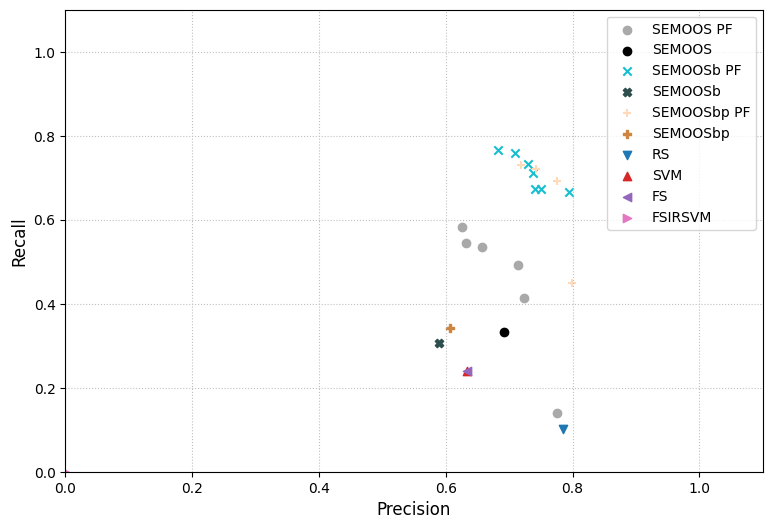 1.0
0.8
0.6
0.4
0.2
0.0
Recall
0.0 0.2 0.4 0.6 0.8 1.0
Precision
SEMOOS PF
SEMOOS
SEMOOSb PF
SEMOOSb
SEMOOSbp PF
SEMOOSbp
RS
SVM
FS
FSIRSVM